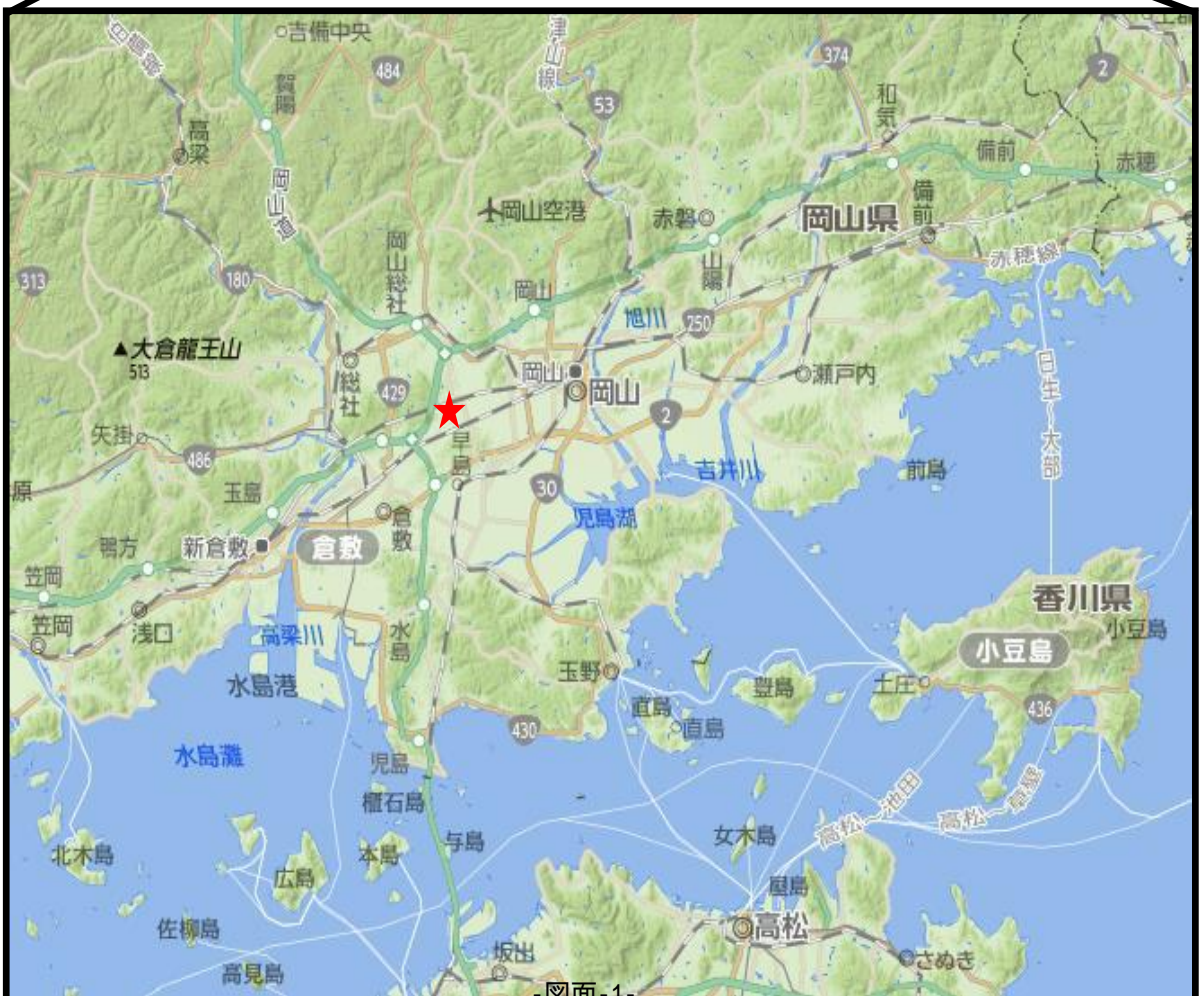 吉備中央
津山線
374
2
484
賀陽
53
和気
高梁
備前
赤穂
岡山道
岡山空港
赤磐
岡山県
備前
岡山総社
山陽
赤穂線
313
180
岡山
旭川
250
大倉龍王山
513
総社
429
岡山
岡山
瀬戸内
日生～大部
矢掛
486
早島
2
吉井川
前島
原
玉島
30
児島湖
倉敷
鴨方
新倉敷
倉敷
笠岡
香川県
笠岡
浅口
高梁川
水島
小豆島
小豆島
水島港
玉野
豊島
土庄
直島
直島
430
436
水島灘
児島
櫃石島
高松～池田
高松～草壁
北木島
本島
与島
女木島
広島
屋島
佐柳島
高松
坂出
さぬき
高見島
-図面-1-